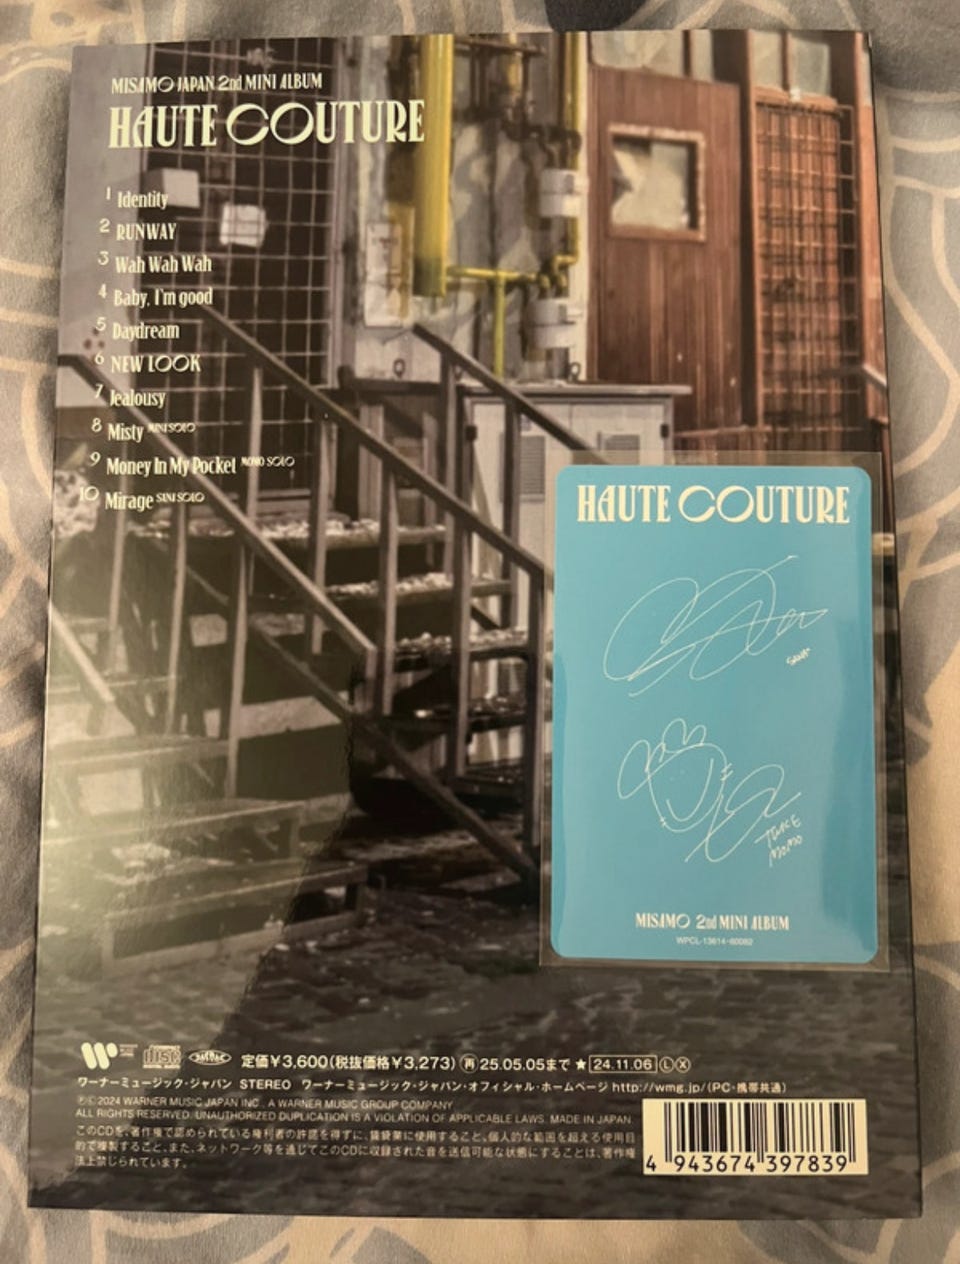 MISAMO JAPAN 2nd MINI ALBUM
HAUTE COUTURE
1 Identity
2 RUNWAY
3 Wah Wah Wah
4 Baby, I'm good
5 Daydream
6 NEW LOOK
7 Jealousy
8 Misty MINA SOLO
9 Money In My Pocket MOMO SOLO
10 Mirage SANA SOLO
HAUTE COUTURE
SANA
TWICE
MOMO
MISAMO 2nd MINI ALBUM
WPCL-13614~60092
定価¥3,600(税抜価格¥3,273) 再 25.05.05まで ★ 24.11.06 L X
ワーナーミュージック・ジャパン STEREO ワーナーミュージック・ジャパン・オフィシャル・ホームページ http://wmg.jp/(PC・携帯共通)
Ⓟ© 2024 WARNER MUSIC JAPAN INC., A WARNER MUSIC GROUP COMPANY
ALL RIGHTS RESERVED. UNAUTHORIZED DUPLICATION IS A VIOLATION OF APPLICABLE LAWS. MADE IN JAPAN
このCDを、著作権で認められている権利者の許諾を得ずに、賃貸業に使用すること、個人的な範囲を超える使用目
的で複製すること、また、ネットワーク等を通じてこのCDに収録された音を送信可能な状態にすることは、著作権
法上禁じられています。
4 943674 397839